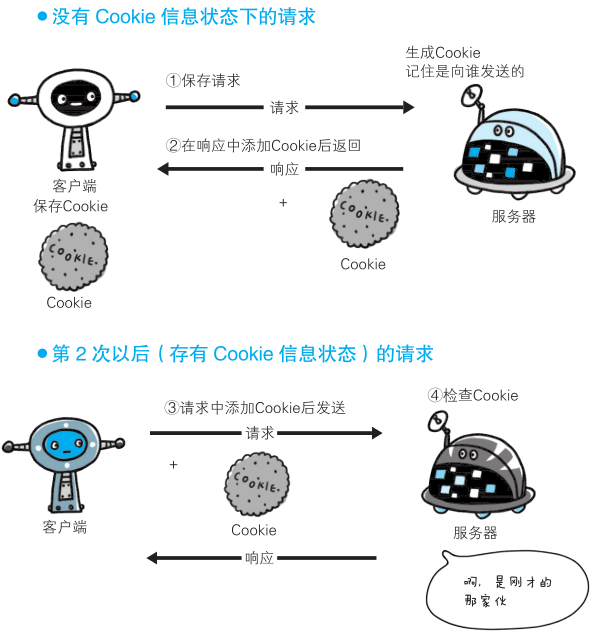 ●没有 Cookie 信息状态下的请求
生成Cookie
记住是向谁发送的
①保存请求
请求
②在响应中添加Cookie后返回
响应
客户端
保存Cookie
+
COOKIE.
服务器
COOKIE.
Cookie
Cookie
●第 2 次以后（存有 Cookie 信息状态）的请求
③请求中添加Cookie后发送
④检查Cookie
请求
+
COOKIE.
客户端
Cookie
服务器
响应
啊，是刚才的
那家伙